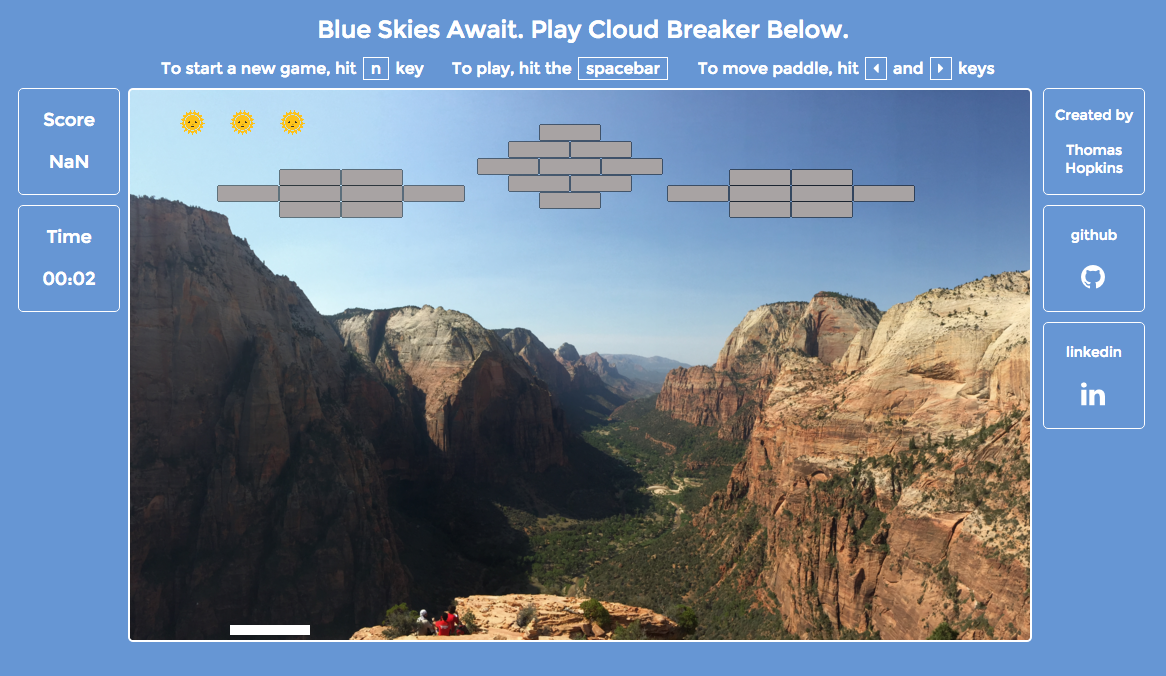 Blue Skies Await. Play Cloud Breaker Below.
To start a new game, hit n key To play, hit the spacebar To move paddle, hit and keys
Score
NaN
Time
00:02
Created by
Thomas
Hopkins
github
linkedin
in